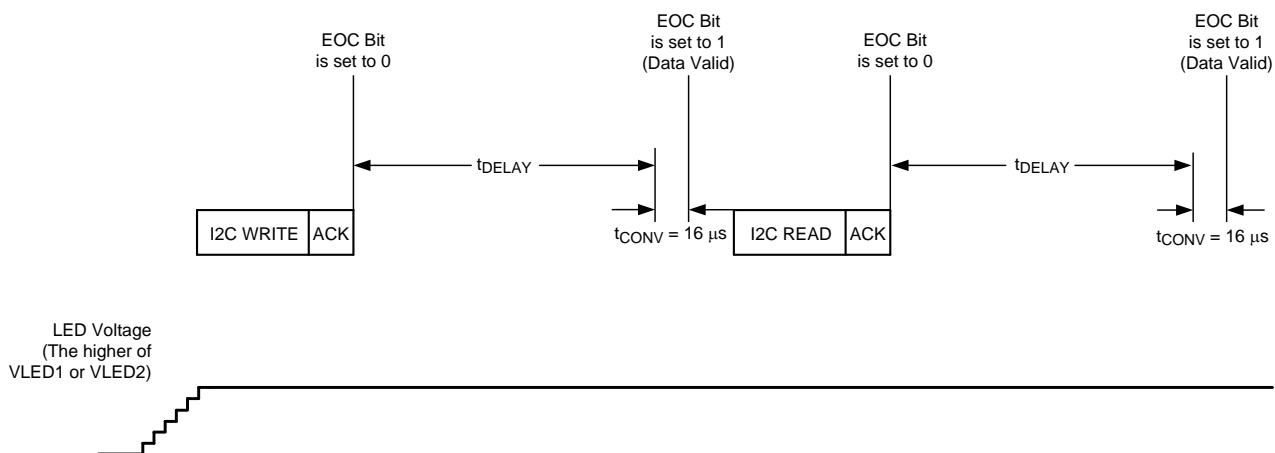 EOC Bit
is set to 1
(Data Valid)
EOC Bit
is set to 1
(Data Valid)
EOC Bit
is set to 0
EOC Bit
is set to 0
tDELAY
tDELAY
I2C WRITE ACK
tCONV = 16 μs
I2C READ ACK
tCONV = 16 μs
LED Voltage
(The higher of
VLED1 or VLED2)